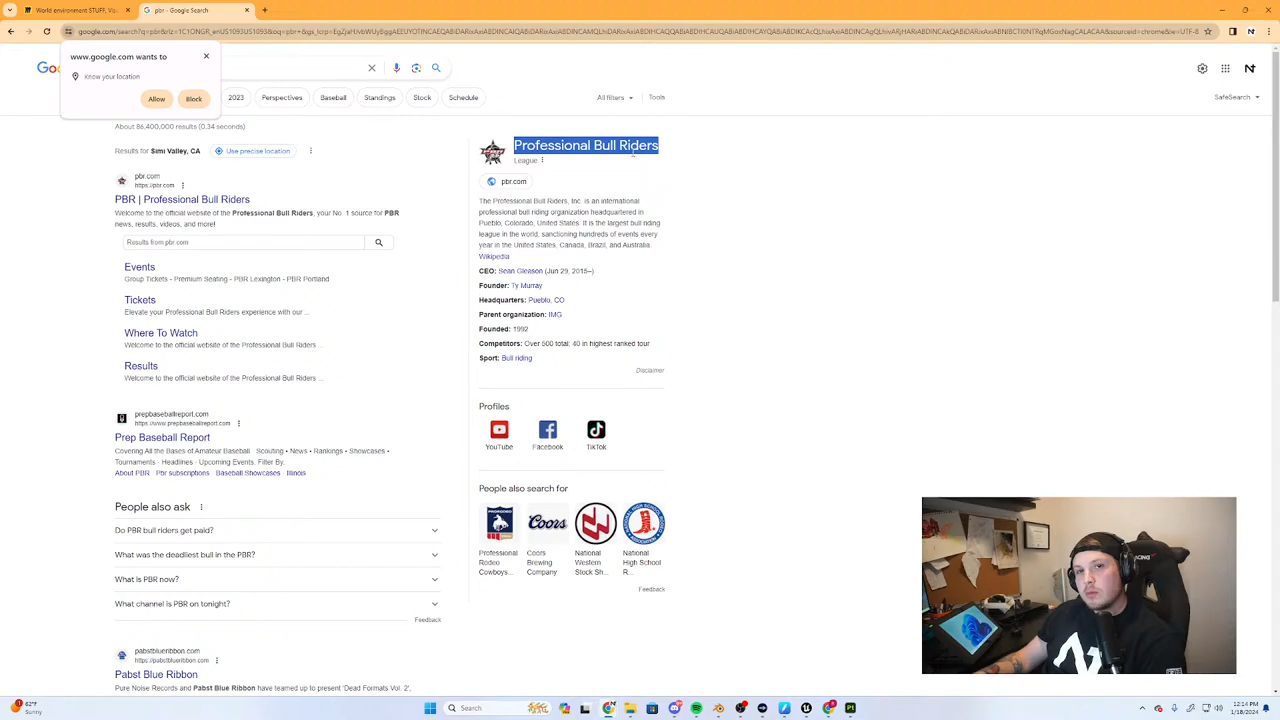 World environment STUFF, Vide
pbr - Google Search
www.google.com wants to
Know your location
Allow
Block
2023
Perspectives
Baseball
Standings
Stock
Schedule
All filters
Tools
SafeSearch
About 86,400,000 results (0.34 seconds)
Results for Simi Valley, CA
Use precise location
pbr.com
https://pbr.com
PBR | Professional Bull Riders
Welcome to the official website of the Professional Bull Riders, your No. 1 source for PBR
news, results, videos, and more!
Results from pbr.com
Events
Group Tickets - Premium Seating - PBR Lexington - PBR Portland
Tickets
Elevate your Professional Bull Riders experience with our ...
Where To Watch
Welcome to the official website of the Professional Bull Riders ...
Results
Welcome to the official website of the Professional Bull Riders ...
prepbaseballreport.com
https://www.prepbaseballreport.com
Prep Baseball Report
Covering All the Bases of Amateur Baseball · Scouting • News • Rankings • Showcases •
Tournaments · Headlines · Upcoming Events. Filter By.
About PBR · Pbr subscriptions · Baseball Showcases · Illinois
People also ask
Do PBR bull riders get paid?
What was the deadliest bull in the PBR?
What is PBR now?
What channel is PBR on tonight?
Feedback
pabstblueribbon.com
https://pabstblueribbon.com
Pabst Blue Ribbon
Pure Noise Records and Pabst Blue Ribbon have teamed up to present 'Dead Formats Vol. 2',
Professional Bull Riders
League
pbr.com
The Professional Bull Riders, Inc. is an international
professional bull riding organization headquartered in
Pueblo, Colorado, United States. It is the largest bull riding
league in the world, sanctioning hundreds of events every
year in the United States, Canada, Brazil, and Australia.
Wikipedia
CEO: Sean Gleason (Jun 29, 2015–)
Founder: Ty Murray
Headquarters: Pueblo, CO
Parent organization: IMG
Founded: 1992
Competitors: Over 500 total: 40 in highest ranked tour
Sport: Bull riding
Disclaimer
Profiles
YouTube
Facebook
TikTok
People also search for
Coors
Professional
Rodeo
Cowboys...
Coors
Brewing
Company
National
Western
Stock Sh...
National
High School
R...
Feedback
62°F
Sunny
Search
12:14 PM
1/18/2024